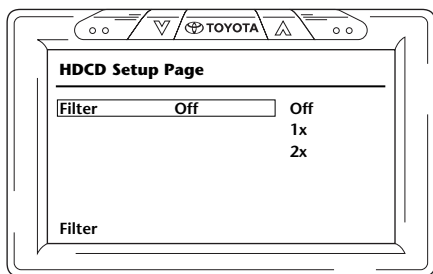 TOYOTA
HDCD Setup Page
Filter Off Off
1x
2x
Filter